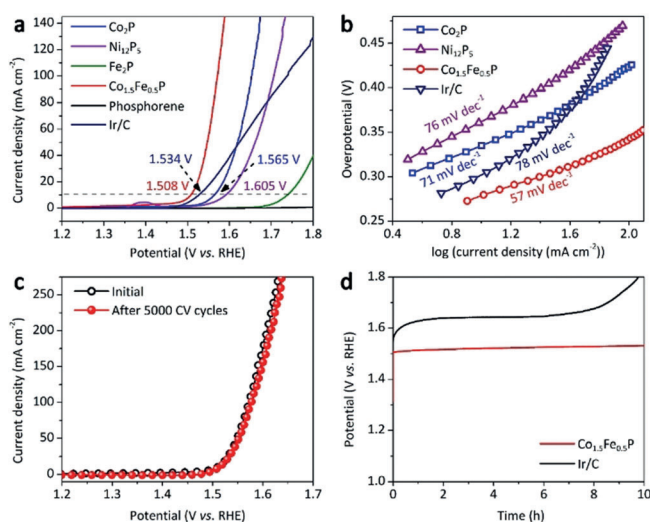 a
140
120
100
80
60
40
20
0
Current density (mA cm⁻²)
Co₂P
Ni₁₂P₅
Fe₂P
Co₁.₅Fe₀.₅P
Phosphorene
Ir/C
1.534 V
1.565 V
1.508 V
1.605 V
1.2 1.3 1.4 1.5 1.6 1.7 1.8
Potential (V vs. RHE)
b
0.45
0.40
0.35
0.30
0.25
Overpotential (V)
Co₂P
Ni₁₂P₅
Co₁.₅Fe₀.₅P
Ir/C
76 mV dec⁻¹
71 mV dec⁻¹
78 mV dec⁻¹
57 mV dec⁻¹
0.4 0.8 1.2 1.6 2.0
log (current density (mA cm⁻²))
c
250
200
150
100
50
0
Current density (mA cm⁻²)
Initial
After 5000 CV cycles
1.2 1.3 1.4 1.5 1.6 1.7
Potential (V vs. RHE)
d
1.8
1.6
1.4
1.2
1.0
Potential (V vs. RHE)
Co₁.₅Fe₀.₅P
Ir/C
0 2 4 6 8 10
Time (h)